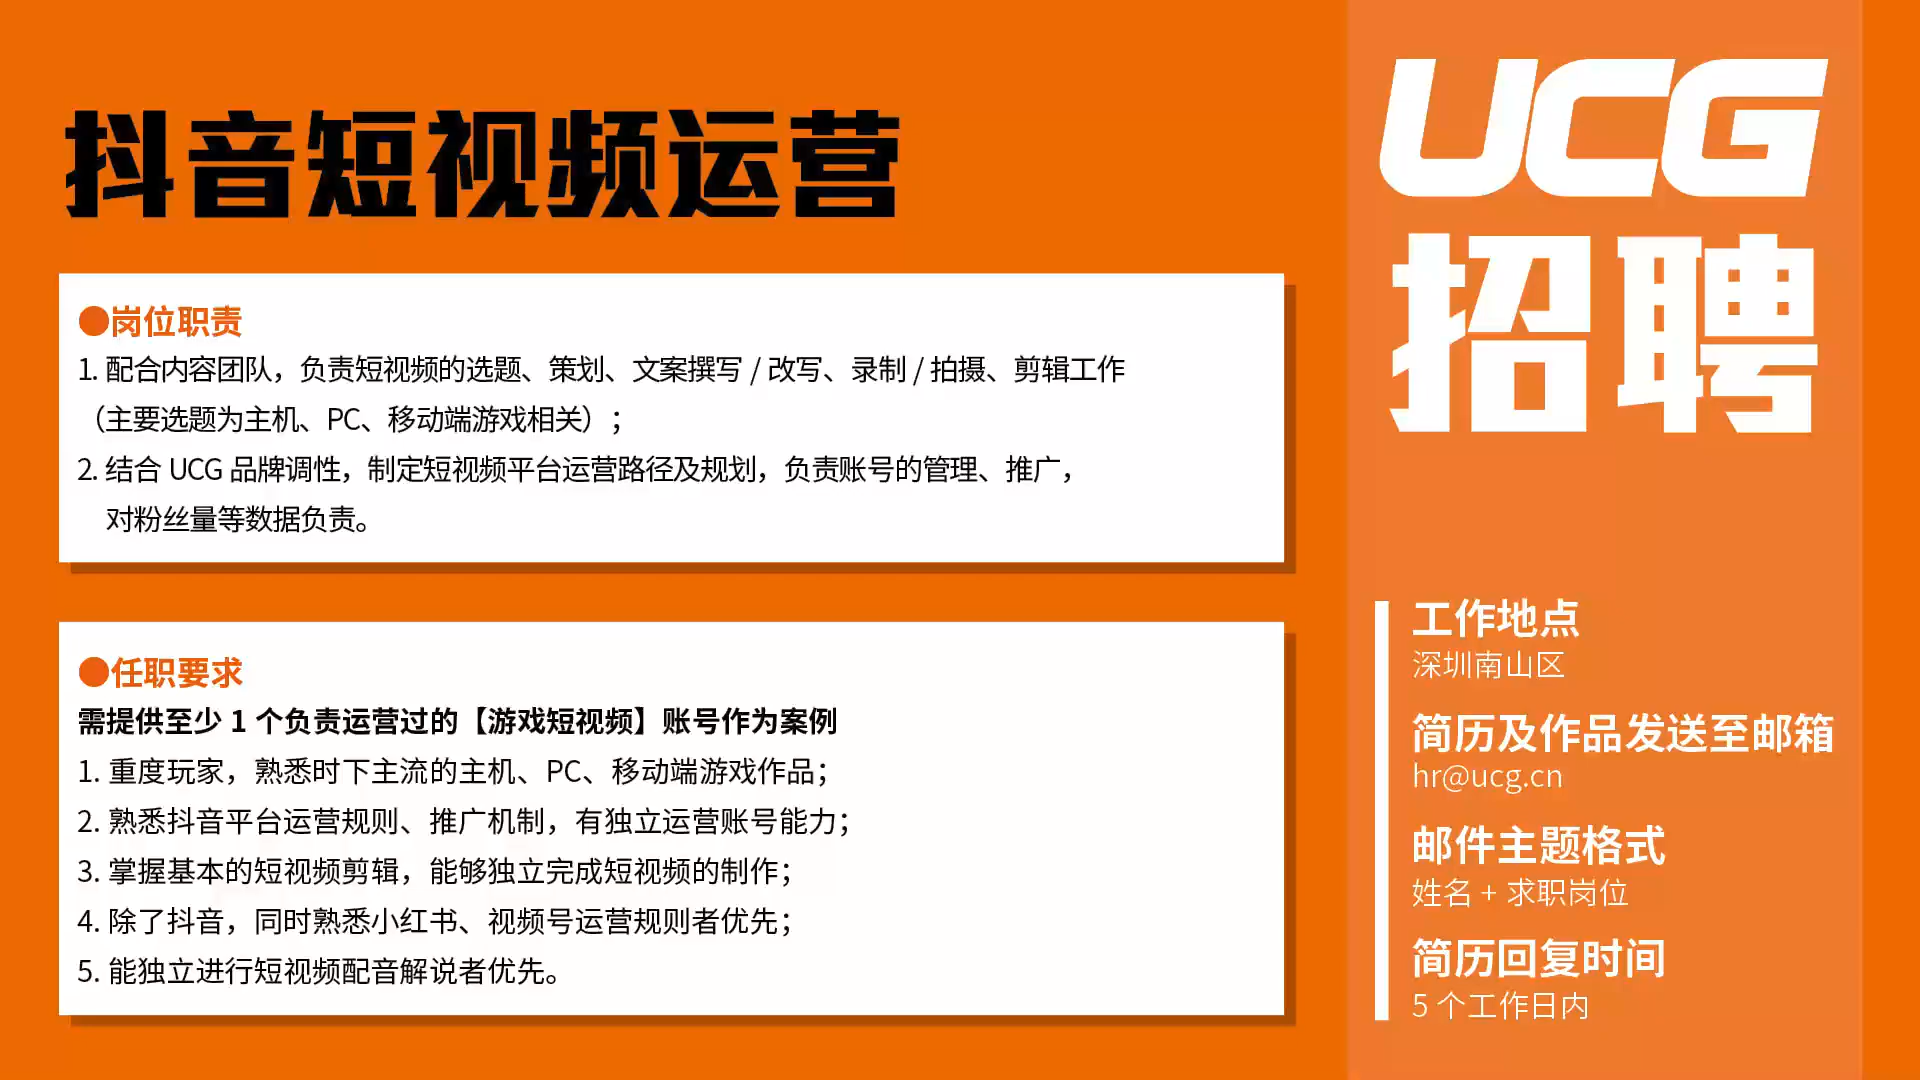 抖音短视频运营
●岗位职责
1. 配合内容团队，负责短视频的选题、策划、文案撰写 / 改写、录制 / 拍摄、剪辑工作
（主要选题为主机、PC、移动端游戏相关）；
2. 结合 UCG 品牌调性，制定短视频平台运营路径及规划，负责账号的管理、推广，
对粉丝量等数据负责。
●任职要求
需提供至少 1 个负责运营过的【游戏短视频】账号作为案例
1. 重度玩家，熟悉时下主流的主机、PC、移动端游戏作品；
2. 熟悉抖音平台运营规则、推广机制，有独立运营账号能力；
3. 掌握基本的短视频剪辑，能够独立完成短视频的制作；
4. 除了抖音，同时熟悉小红书、视频号运营规则者优先；
5. 能独立进行短视频配音解说者优先。
UCG
招聘
工作地点
深圳南山区
简历及作品发送至邮箱
hr@ucg.cn
邮件主题格式
姓名 + 求职岗位
简历回复时间
5 个工作日内